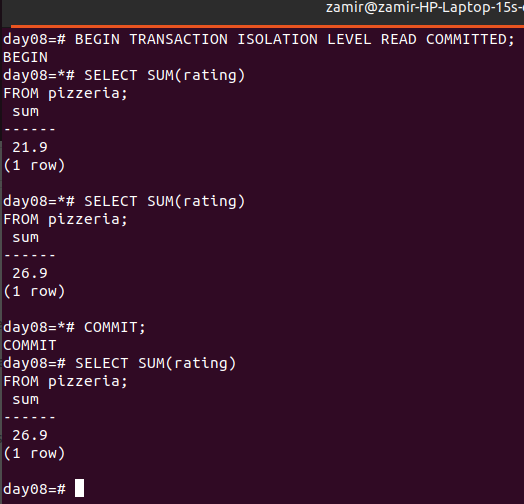 zamir@zamir-HP-Laptop-15s-
day08=# BEGIN TRANSACTION ISOLATION LEVEL READ COMMITTED;
BEGIN
day08=*# SELECT SUM(rating)
FROM pizzeria;
 sum
------
 21.9
(1 row)

day08=*# SELECT SUM(rating)
FROM pizzeria;
 sum
------
 26.9
(1 row)

day08=*# COMMIT;
COMMIT
day08=# SELECT SUM(rating)
FROM pizzeria;
 sum
------
 26.9
(1 row)

day08=#